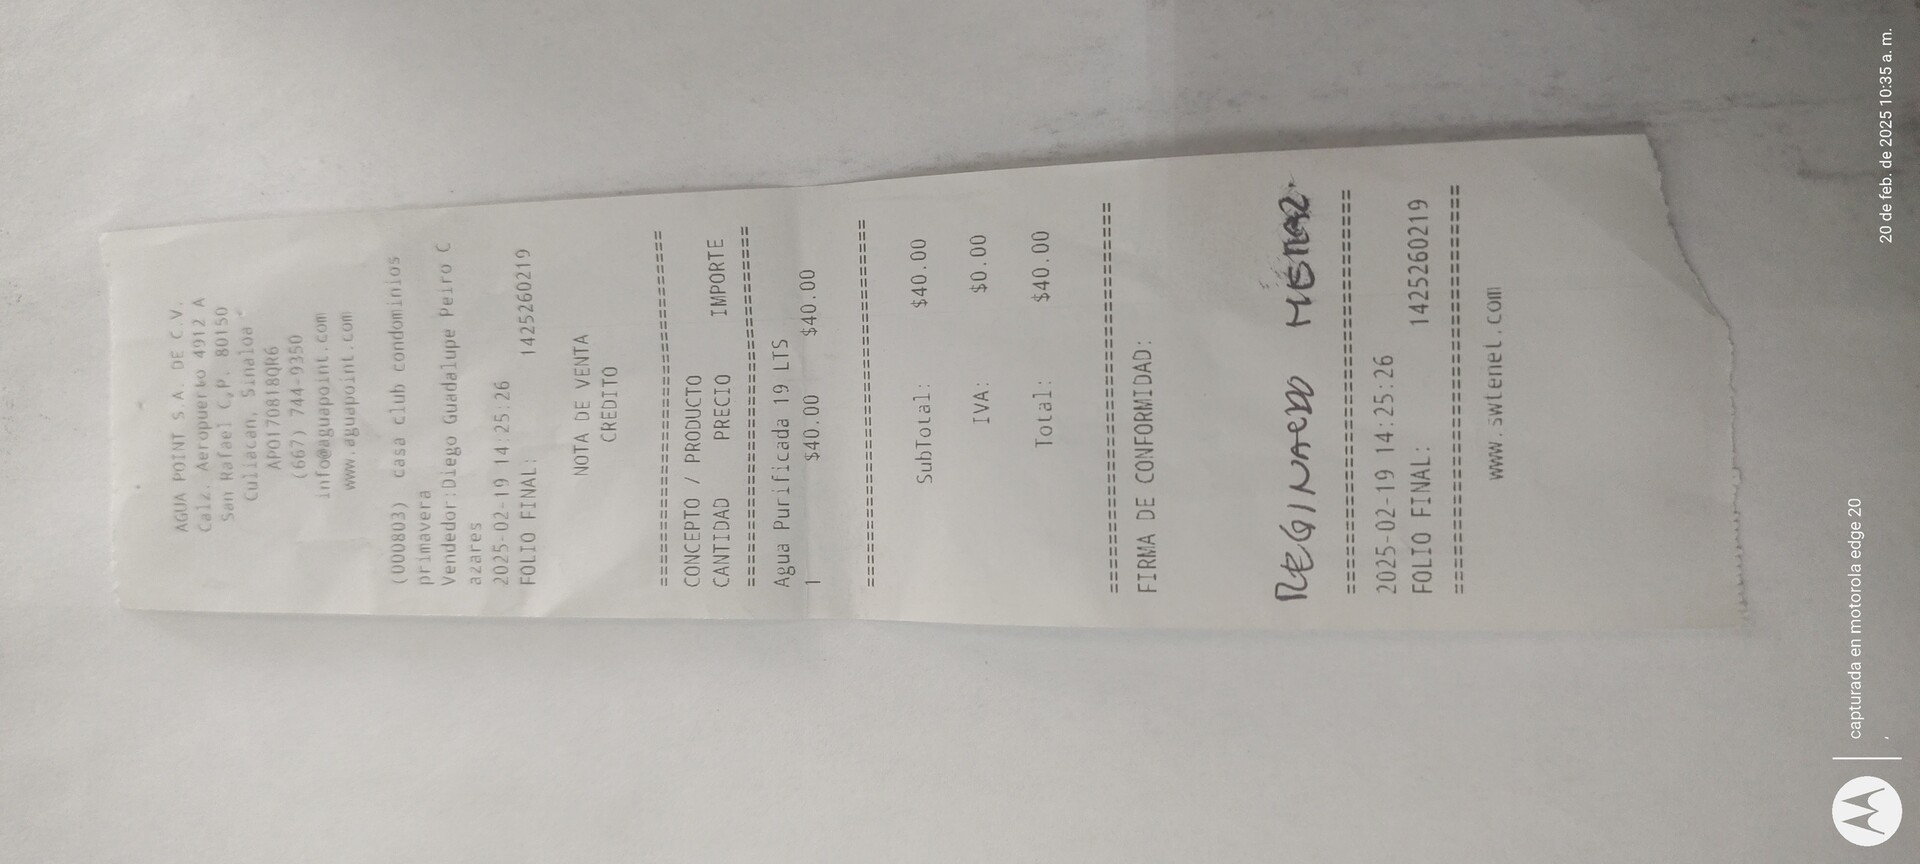 AGUA POINT S.A. DE C.V.
Calz. Aeropuerto 4912 A
San Rafael C.P. 80150
Culiacan, Sinaloa
APO170818QR6
(667) 744-9350
info@aguapoint.com
www.aguapoint.com
(000803) casa club condominios
primavera
Vendedor:Diego Guadalupe Peiro C
azares
2025-02-19 14:25:26
FOLIO FINAL: 1425260219
NOTA DE VENTA
CREDITO
================================
CONCEPTO / PRODUCTO
CANTIDAD PRECIO IMPORTE
================================
Agua Purificada 19 LTS
1 $40.00 $40.00
================================
SubTotal: $40.00
IVA: $0.00
Total: $40.00
================================
FIRMA DE CONFORMIDAD:
REGINALDO
================================
2025-02-19 14:25:26
FOLIO FINAL: 1425260219
================================
www.swtenel.com
capturada en motorola edge 20
20 de feb. de 2025 10:35 a. m.